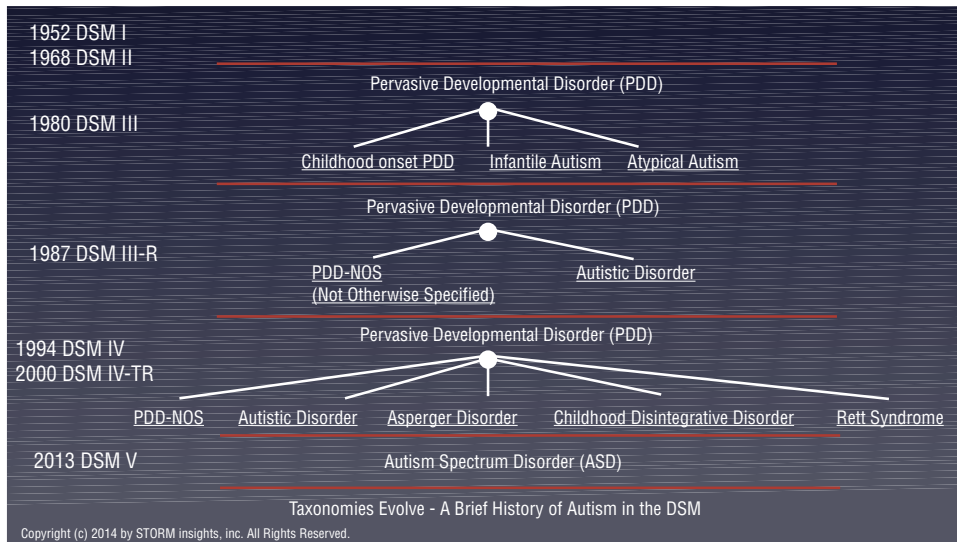 1952 DSM I
1968 DSM II
Pervasive Developmental Disorder (PDD)
1980 DSM III
Childhood onset PDD Infantile Autism Atypical Autism
Pervasive Developmental Disorder (PDD)
1987 DSM III-R
PDD-NOS Autistic Disorder
(Not Otherwise Specified)
Pervasive Developmental Disorder (PDD)
1994 DSM IV
2000 DSM IV-TR
PDD-NOS Autistic Disorder Asperger Disorder Childhood Disintegrative Disorder Rett Syndrome
2013 DSM V Autism Spectrum Disorder (ASD)
Taxonomies Evolve - A Brief History of Autism in the DSM
Copyright (c) 2014 by STORM insights, inc. All Rights Reserved.